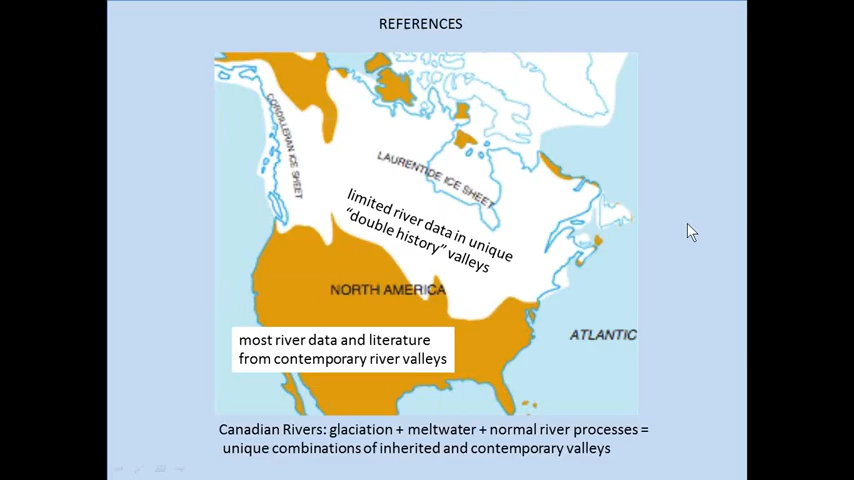 REFERENCES
CORDILLERAN ICE SHEET
LAURENTIDE ICE SHEET
limited river data in unique
“double history” valleys
NORTH AMERICA
ATLANTIC
most river data and literature
from contemporary river valleys
Canadian Rivers: glaciation + meltwater + normal river processes =
unique combinations of inherited and contemporary valleys